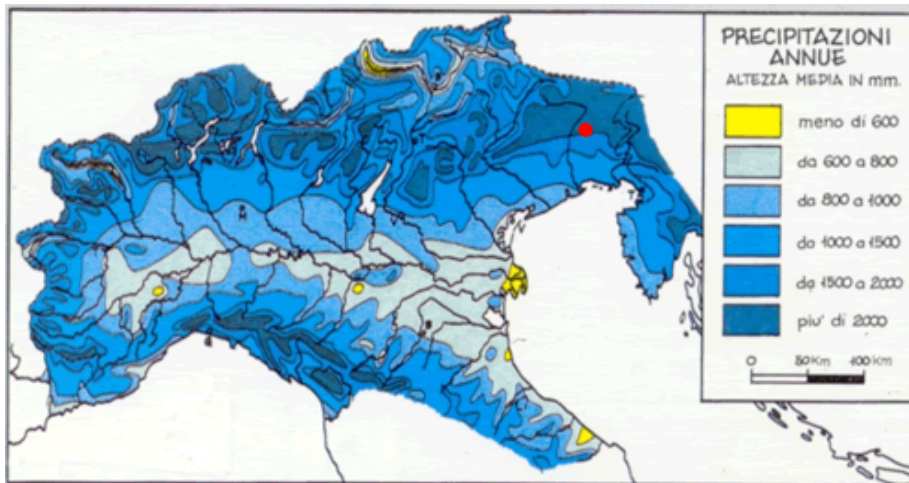 PRECIPITAZIONI
ANNUE
ALTEZZA MEDIA IN mm.
meno di 600
da 600 a 800
da 800 a 1000
da 1000 a 1500
da 1500 a 2000
piu' di 2000
0 50 Km 100 Km
M